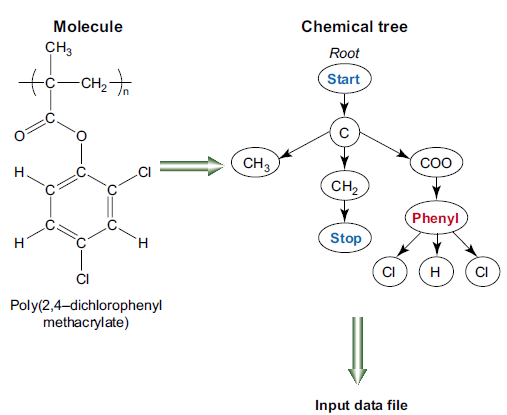 Molecule
CH3
C
CH2
n
C
O
O
H
C
C
Cl
C
C
C
C
H
H
Cl
Poly(2,4–dichlorophenyl
methacrylate)
Chemical tree
Root
Start
C
CH3
CH2
COO
Stop
Phenyl
Cl
H
Cl
Input data file